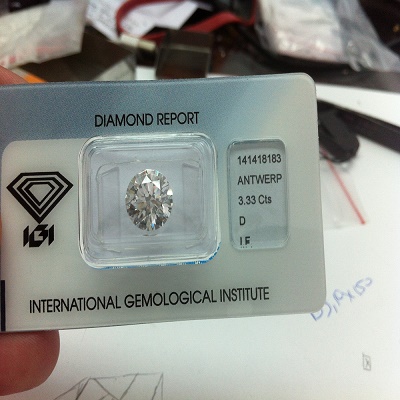 DIAMOND REPORT
IGI
141418183
ANTWERP
3.33 Cts
D
IF
INTERNATIONAL GEMOLOGICAL INSTITUTE